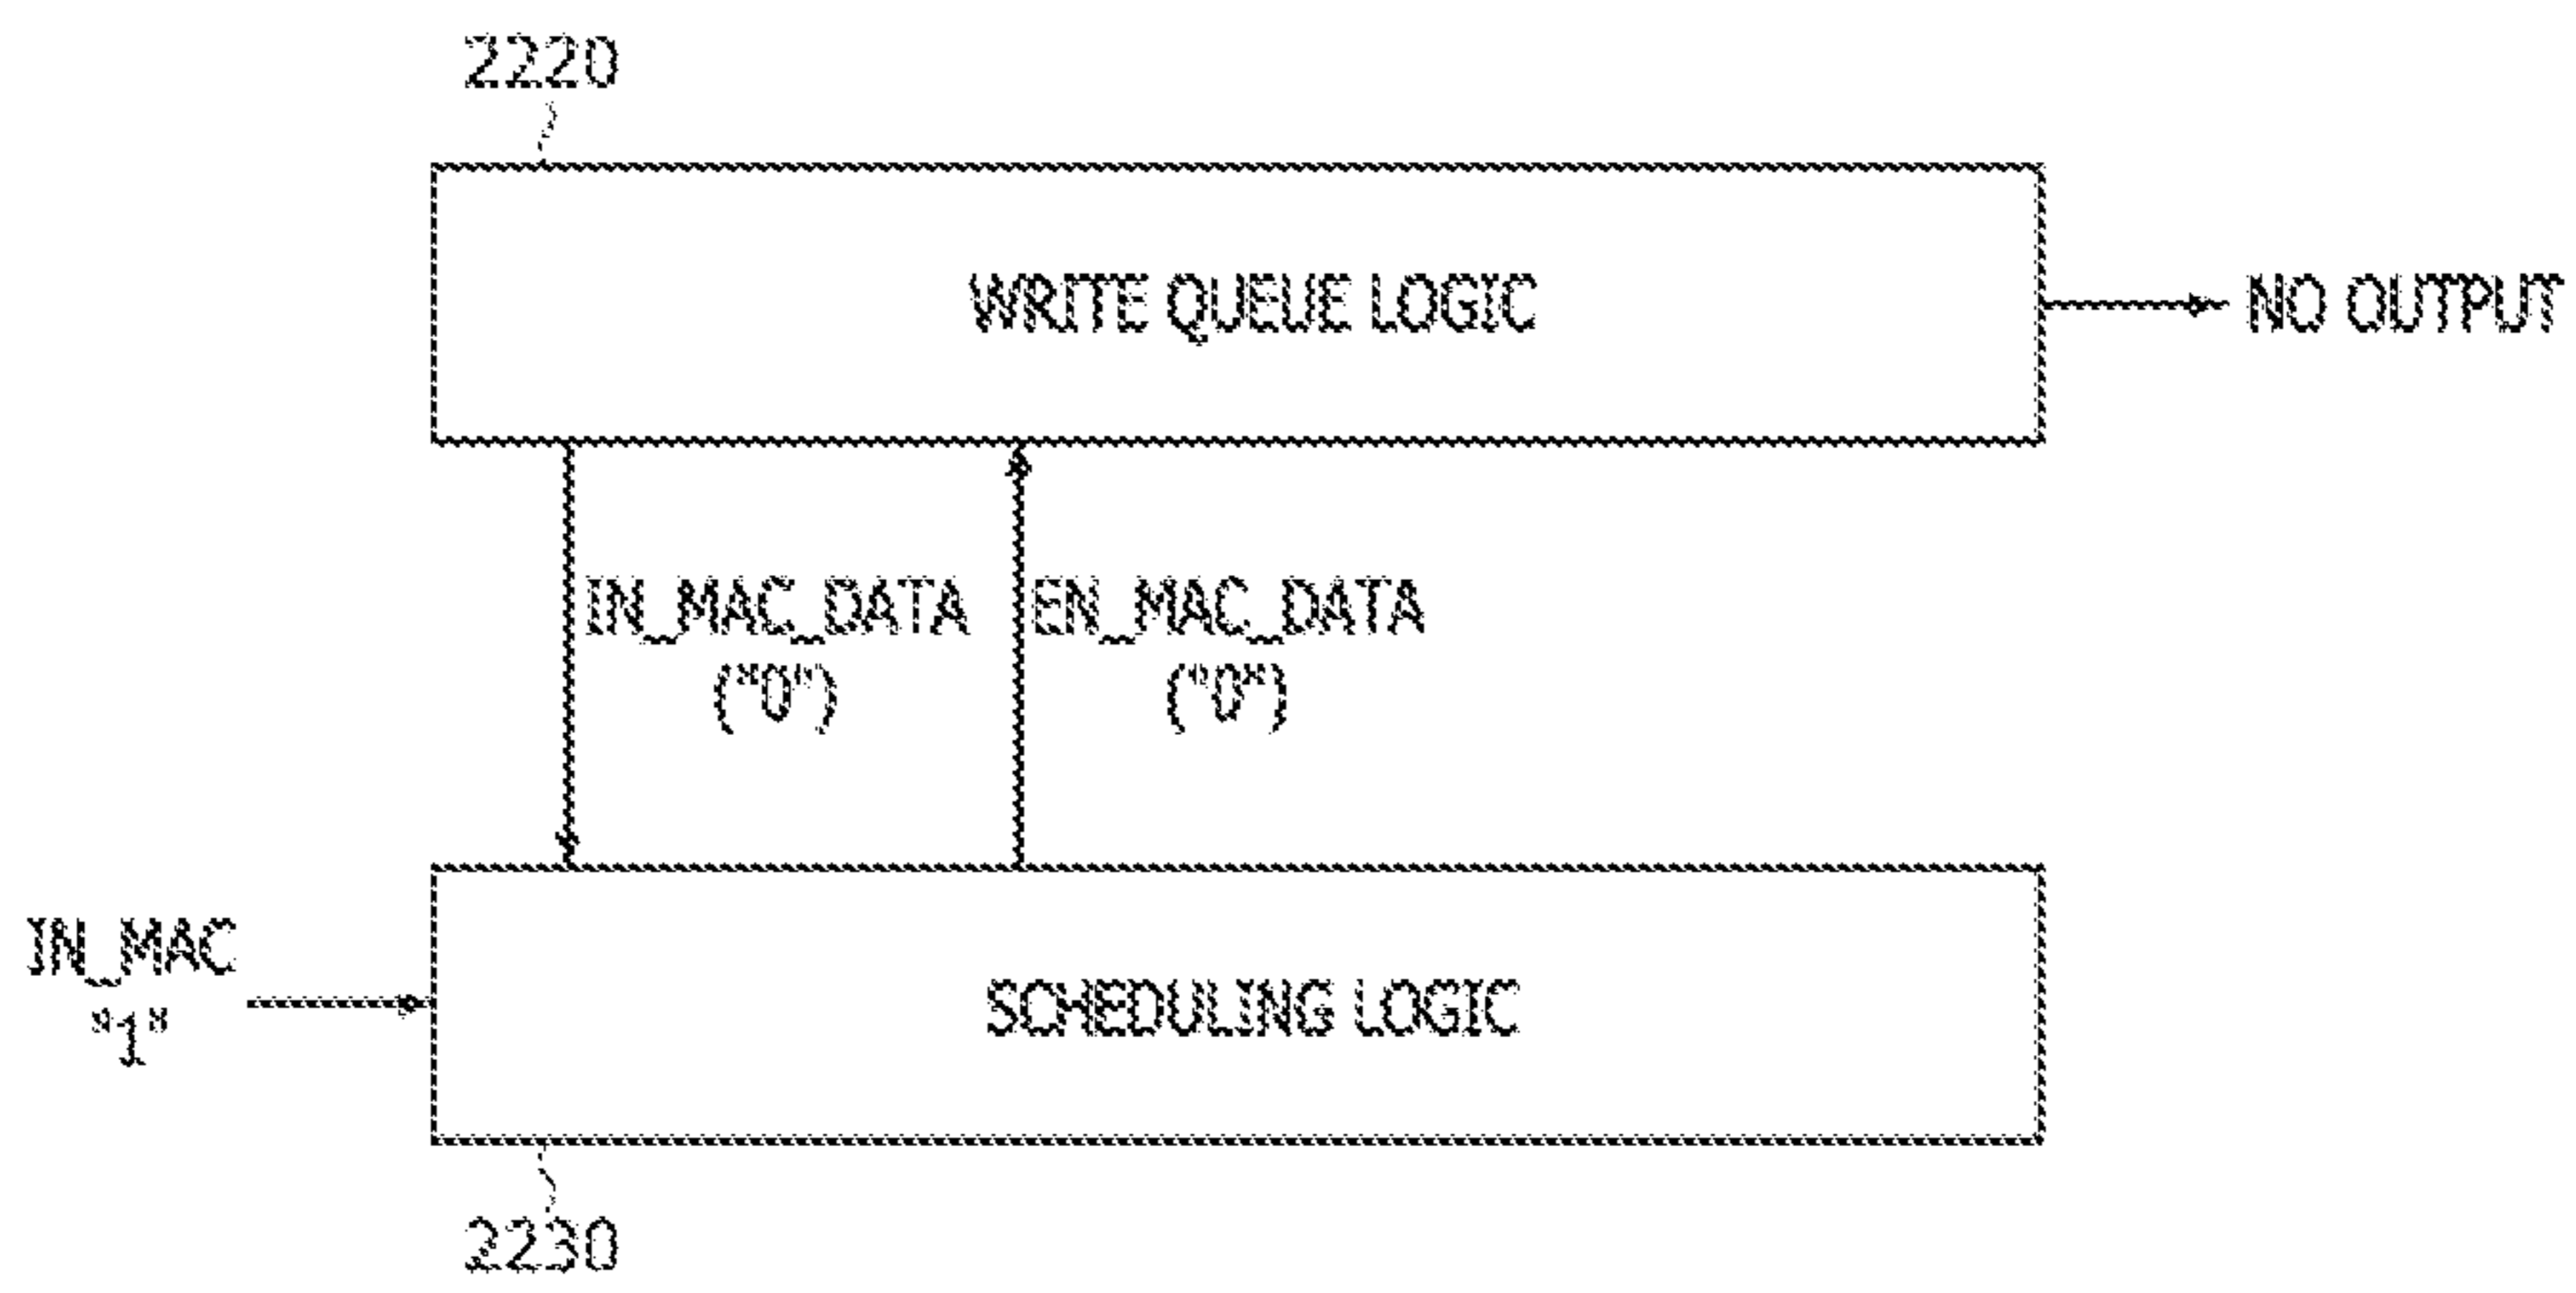 2220
WRITE QUEUE LOGIC
NO OUTPUT
IN_MAC_DATA
("0")
EN_MAC_DATA
("0")
IN_MAC
"1"
SCHEDULING LOGIC
2230